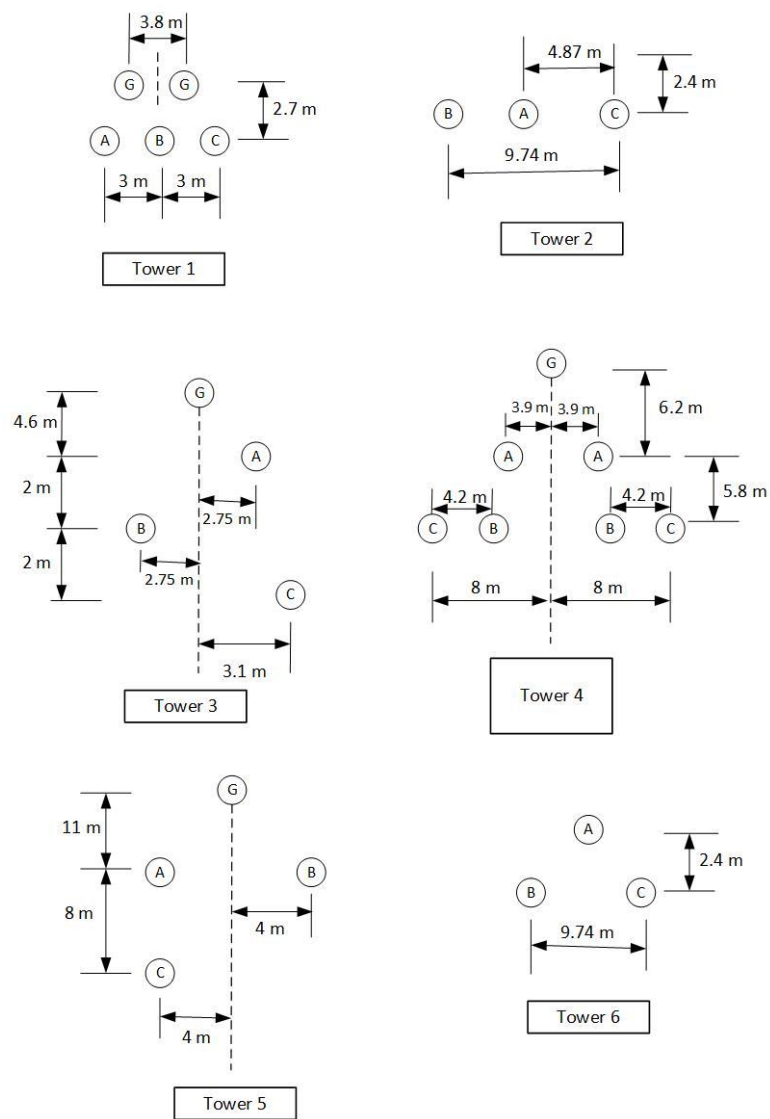 3.8 m
G G
2.7 m
A B C
3 m 3 m
Tower 1
4.87 m
2.4 m
B A C
9.74 m
Tower 2
G
4.6 m
A
2 m
2.75 m
B
2 m
2.75 m
C
3.1 m
Tower 3
G
6.2 m
3.9 m 3.9 m
A A
5.8 m
4.2 m 4.2 m
C B B C
8 m 8 m
Tower 4
G
11 m
A B
8 m
4 m
C
4 m
Tower 5
A
2.4 m
B C
9.74 m
Tower 6